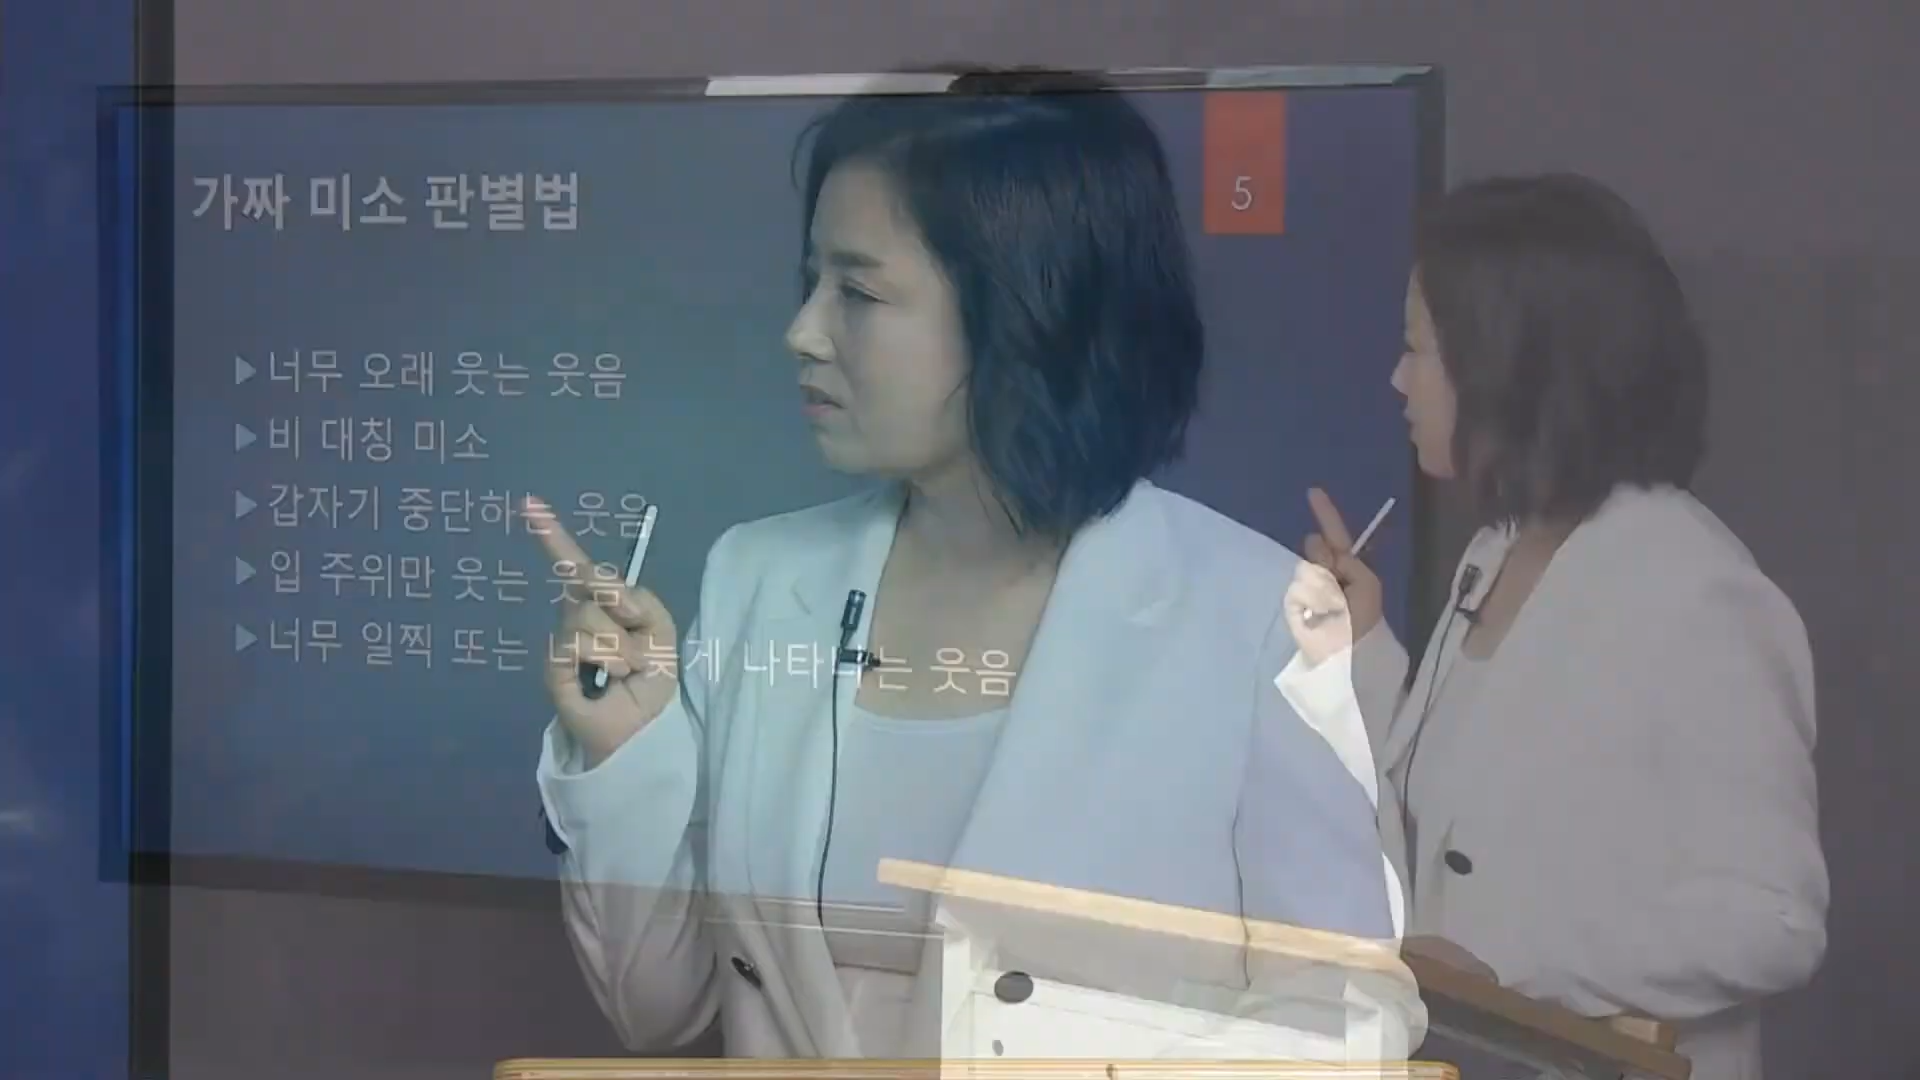 5
가짜 미소 판별법
너무 오래 웃는 웃음
비 대칭 미소
갑자기 중단하는 웃음
입 주위만 웃는 웃음
너무 일찍 또는 너무 늦게 나타나는 웃음